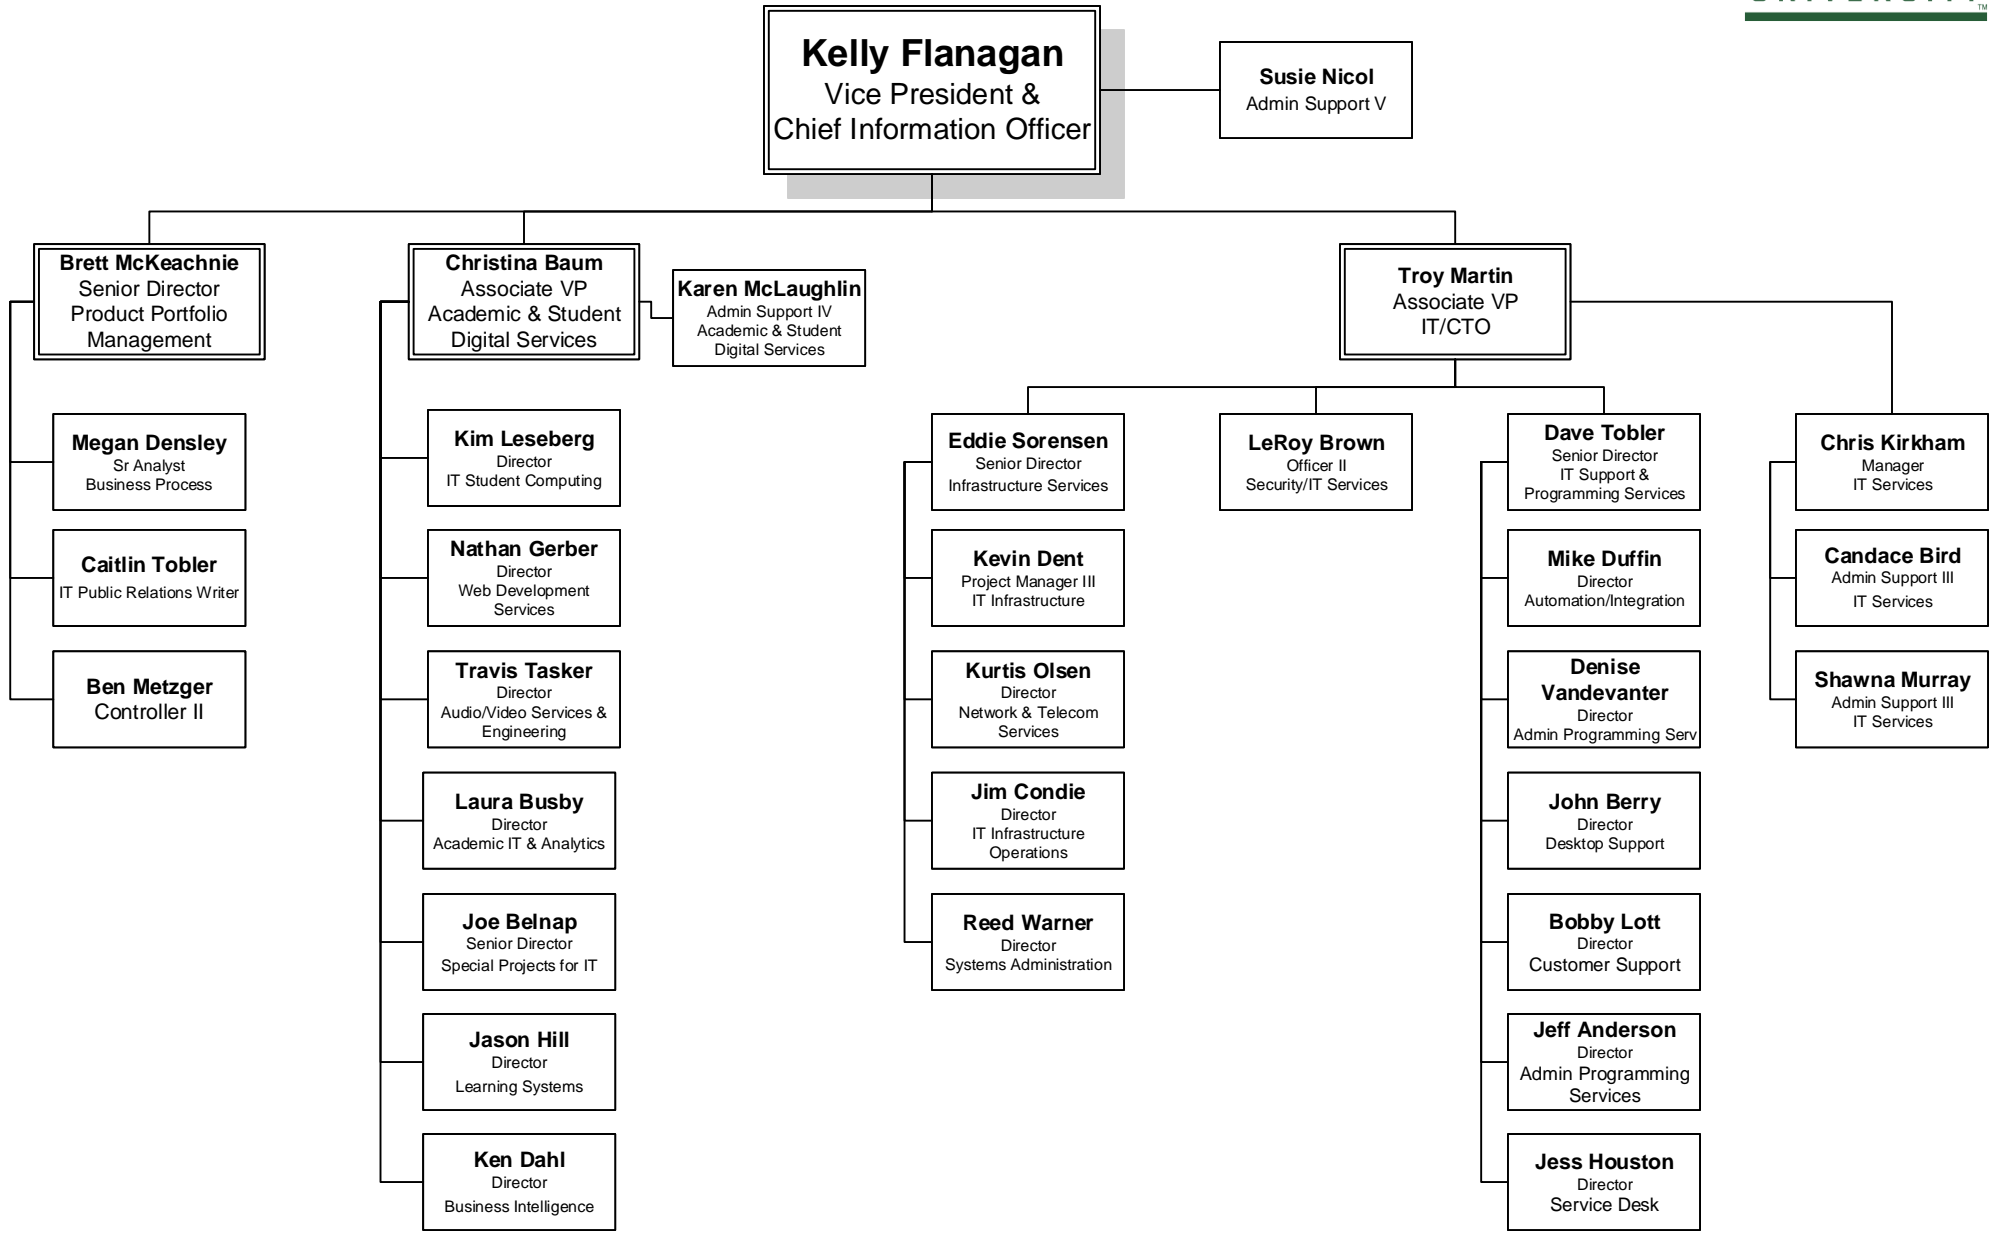 Kelly Flanagan
Vice President &
Chief Information Officer
Susie Nicol
Admin Support V
Brett McKeachnie
Senior Director
Product Portfolio
Management
Christina Baum
Associate VP
Academic & Student
Digital Services
Karen McLaughlin
Admin Support IV
Academic & Student
Digital Services
Troy Martin
Associate VP
IT/CTO
Megan Densley
Sr Analyst
Business Process
Caitlin Tobler
IT Public Relations Writer
Ben Metzger
Controller II
Kim Leseberg
Director
IT Student Computing
Nathan Gerber
Director
Web Development
Services
Travis Tasker
Director
Audio/Video Services &
Engineering
Laura Busby
Director
Academic IT & Analytics
Joe Belnap
Senior Director
Special Projects for IT
Jason Hill
Director
Learning Systems
Ken Dahl
Director
Business Intelligence
Eddie Sorensen
Senior Director
Infrastructure Services
Kevin Dent
Project Manager III
IT Infrastructure
Kurtis Olsen
Director
Network & Telecom
Services
Jim Condie
Director
IT Infrastructure
Operations
Reed Warner
Director
Systems Administration
LeRoy Brown
Officer II
Security/IT Services
Dave Tobler
Senior Director
IT Support &
Programming Services
Mike Duffin
Director
Automation/Integration
Denise
Vandevanter
Director
Admin Programming Serv
John Berry
Director
Desktop Support
Bobby Lott
Director
Customer Support
Jeff Anderson
Director
Admin Programming
Services
Jess Houston
Director
Service Desk
Chris Kirkham
Manager
IT Services
Candace Bird
Admin Support III
IT Services
Shawna Murray
Admin Support III
IT Services